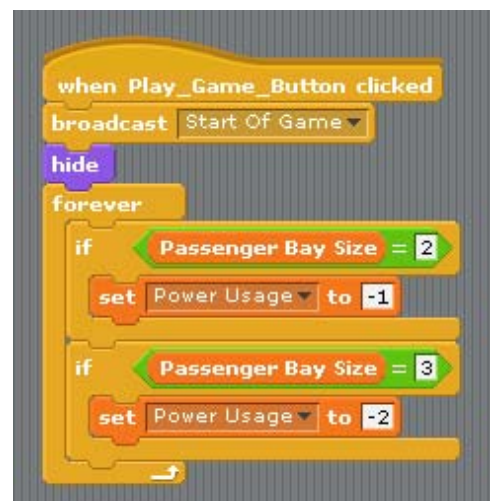 when Play_Game_Button clicked
broadcast Start Of Game
hide
forever
if Passenger Bay Size = 2
set Power Usage to -1
if Passenger Bay Size = 3
set Power Usage to -2